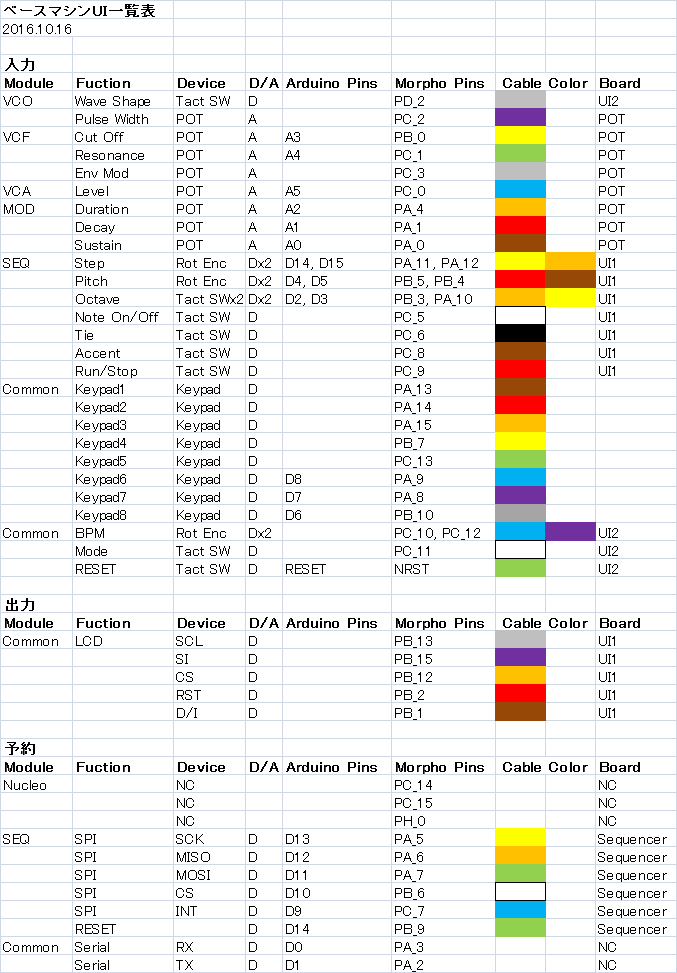 ベースマシンUI一覧表
2016.10.16
入力
Module Fuction Device D/A Arduino Pins Morpho Pins Cable Color Board
VCO Wave Shape Tact SW D PD_2 UI2
Pulse Width POT A PC_2 POT
VCF Cut Off POT A A3 PB_0 POT
Resonance POT A A4 PC_1 POT
Env Mod POT A PC_3 POT
VCA Level POT A A5 PC_0 POT
MOD Duration POT A A2 PA_4 POT
Decay POT A A1 PA_1 POT
Sustain POT A A0 PA_0 POT
SEQ Step Rot Enc Dx2 D14, D15 PA_11, PA_12 UI1
Pitch Rot Enc Dx2 D4, D5 PB_5, PB_4 UI1
Octave Tact SWx2 Dx2 D2, D3 PB_3, PA_10 UI1
Note On/Off Tact SW D PC_5 UI1
Tie Tact SW D PC_6 UI1
Accent Tact SW D PC_8 UI1
Run/Stop Tact SW D PC_9 UI1
Common Keypad1 Keypad D PA_13
Keypad2 Keypad D PA_14
Keypad3 Keypad D PA_15
Keypad4 Keypad D PB_7
Keypad5 Keypad D PC_13
Keypad6 Keypad D D8 PA_9
Keypad7 Keypad D D7 PA_8
Keypad8 Keypad D D6 PB_10
Common BPM Rot Enc Dx2 PC_10, PC_12 UI2
Mode Tact SW D PC_11 UI2
RESET Tact SW D RESET NRST UI2
出力
Module Fuction Device D/A Arduino Pins Morpho Pins Cable Color Board
Common LCD SCL D PB_13 UI1
SI D PB_15 UI1
CS D PB_12 UI1
RST D PB_2 UI1
D/I D PB_1 UI1
予約
Module Fuction Device D/A Arduino Pins Morpho Pins Cable Color Board
Nucleo NC PC_14 NC
NC PC_15 NC
NC PH_0 NC
SEQ SPI SCK D D13 PA_5 Sequencer
SPI MISO D D12 PA_6 Sequencer
SPI MOSI D D11 PA_7 Sequencer
SPI CS D D10 PB_6 Sequencer
SPI INT D D9 PC_7 Sequencer
RESET D D14 PB_9 Sequencer
Common Serial RX D D0 PA_3 NC
Serial TX D D1 PA_2 NC